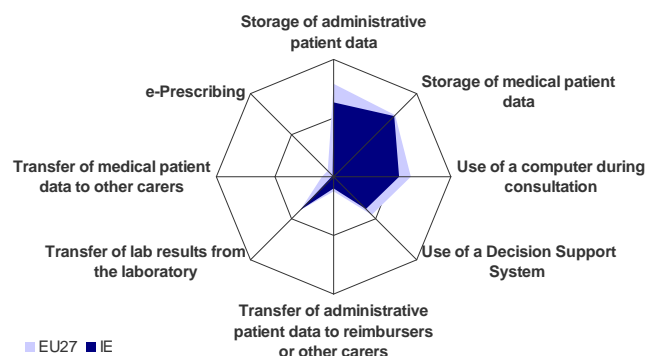 Storage of administrative
patient data
Storage of medical patient
data
e-Prescribing
Transfer of medical patient
data to other carers
Use of a computer during
consultation
Transfer of lab results from
the laboratory
Use of a Decision Support
System
Transfer of administrative
patient data to reimbursers
or other carers
EU27 IE